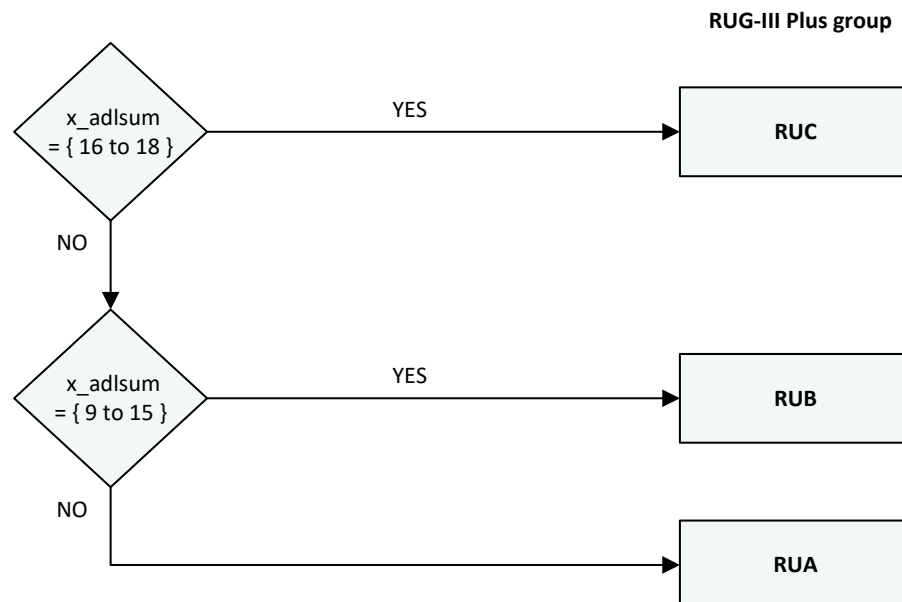 RUG-III Plus group
x_adlsum
= { 16 to 18 }
YES
RUC
NO
x_adlsum
= { 9 to 15 }
YES
RUB
NO
RUA